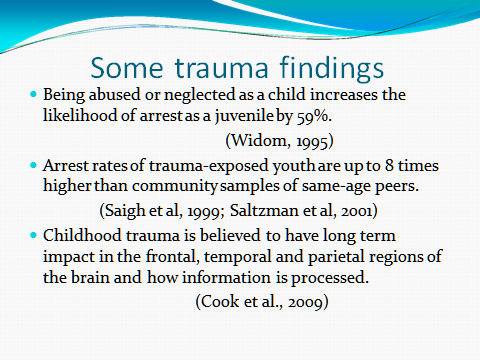 Some trauma findings
• Being abused or neglected as a child increases the
likelihood of arrest as a juvenile by 59%.
(Widom, 1995)
• Arrest rates of trauma-exposed youth are up to 8 times
higher than community samples of same-age peers.
(Saigh et al, 1999; Saltzman et al, 2001)
• Childhood trauma is believed to have long term
impact in the frontal, temporal and parietal regions of
the brain and how information is processed.
(Cook et al., 2009)